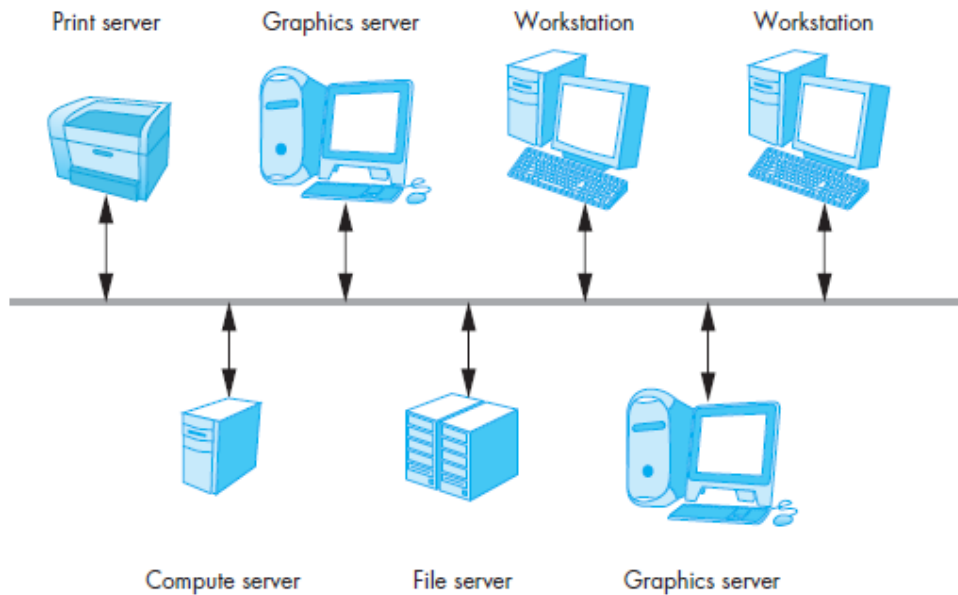 Print server
Graphics server
Workstation
Workstation
Compute server
File server
Graphics server